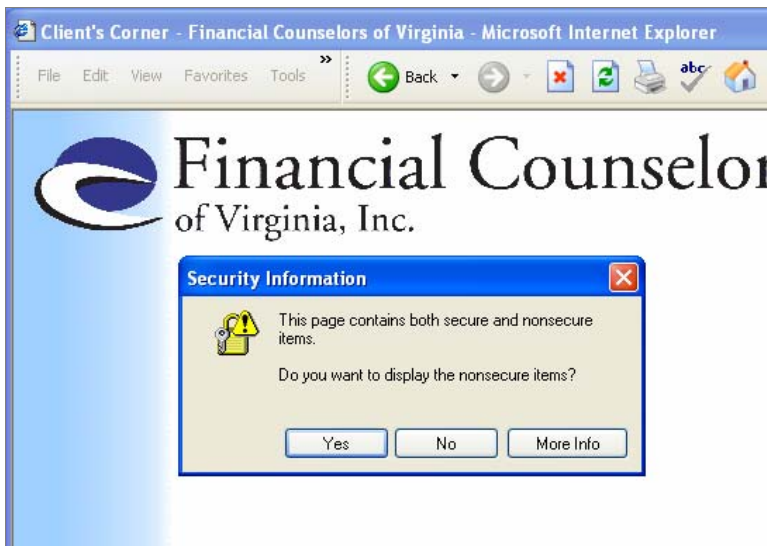 Client's Corner - Financial Counselors of Virginia - Microsoft Internet Explorer
File Edit View Favorites Tools » Back abc
Financial Counselor
of Virginia, Inc.
Security Information
This page contains both secure and nonsecure
items.
Do you want to display the nonsecure items?
Yes No More Info